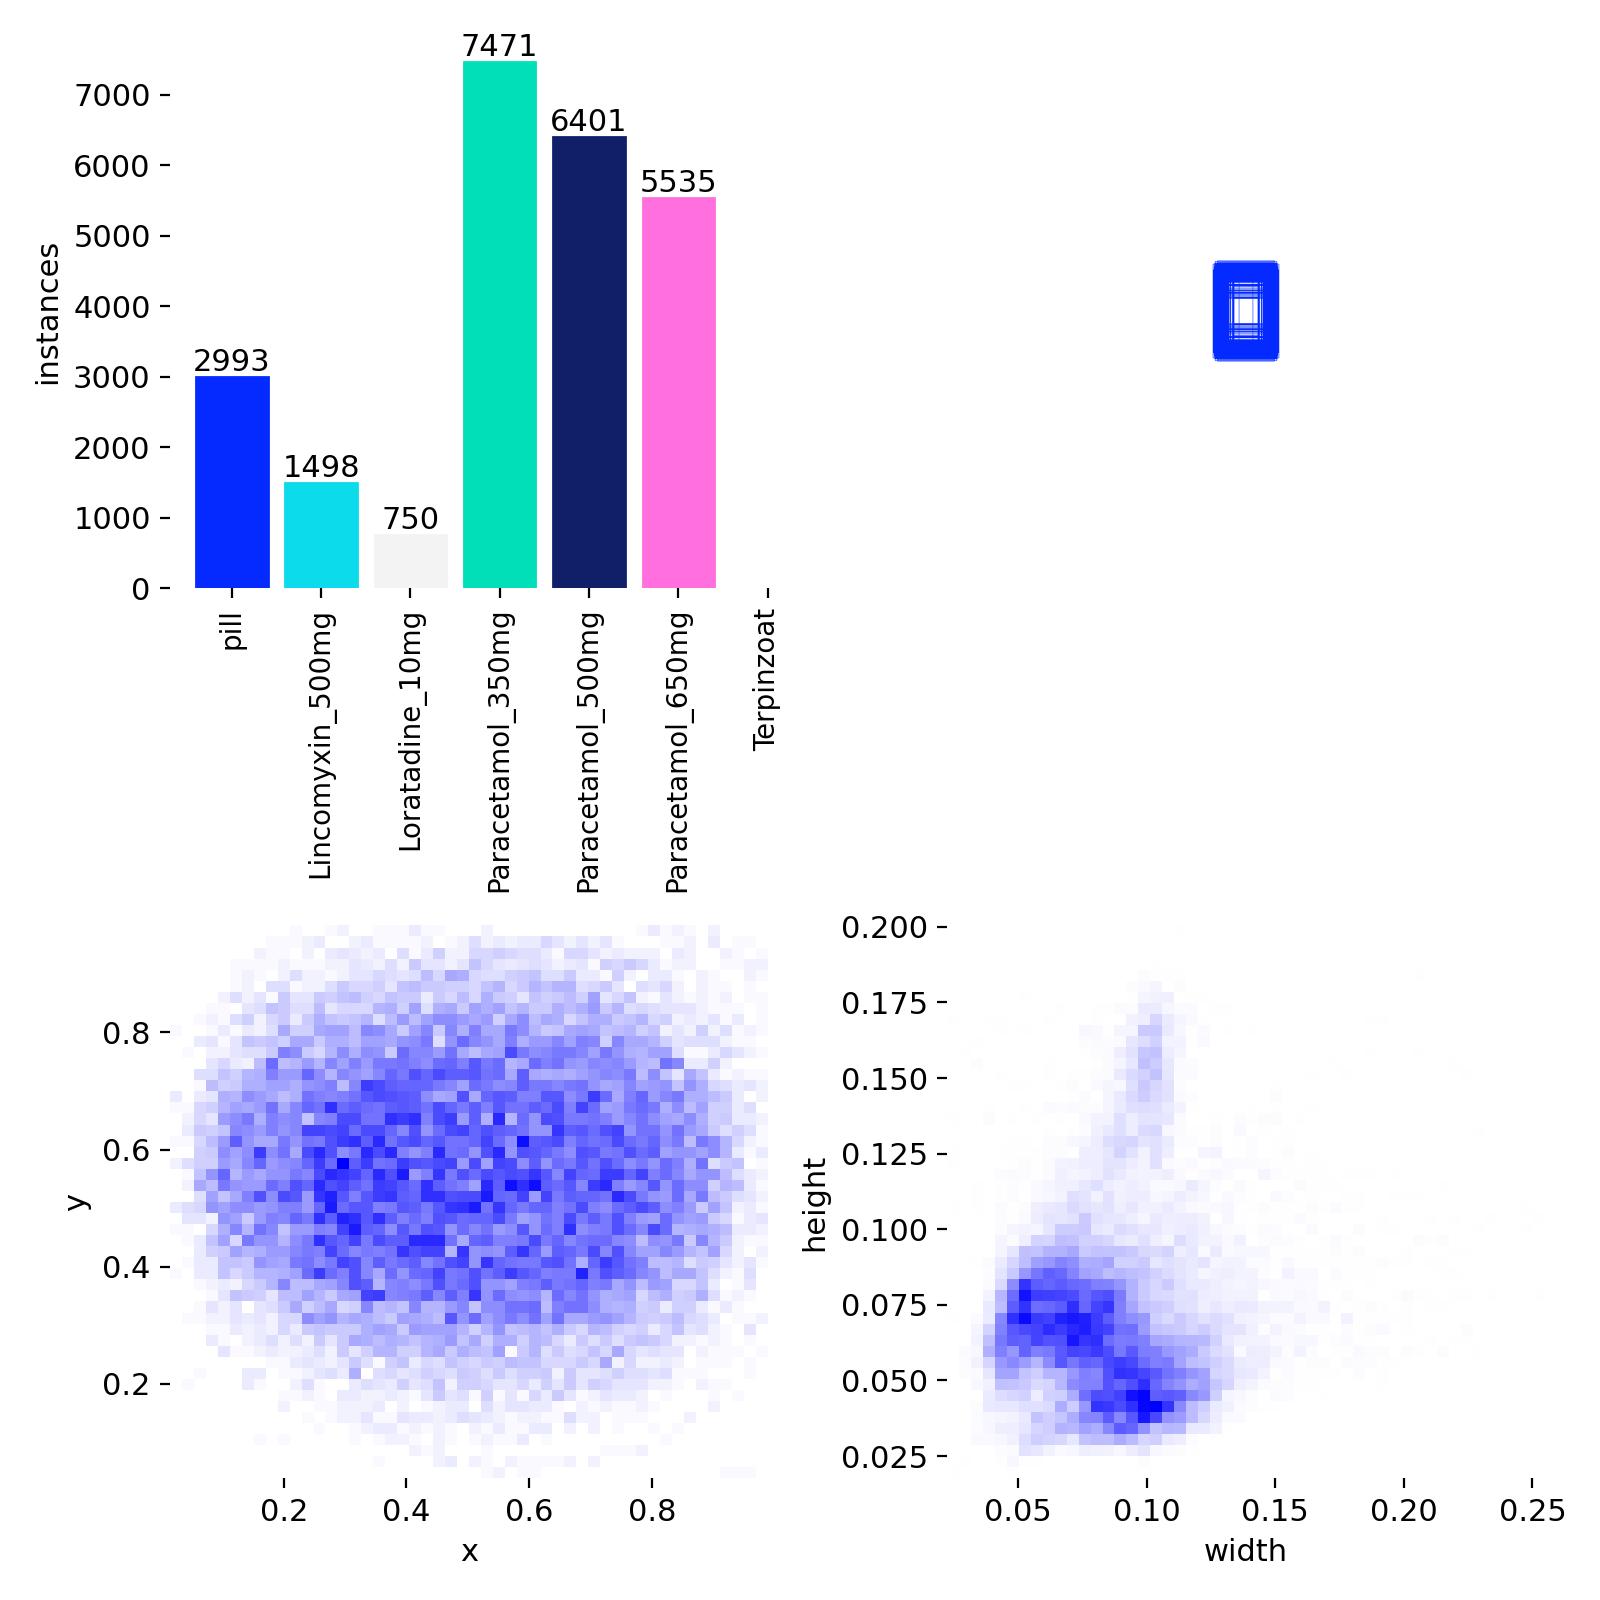 7471
6401
5535
2993
1498
750
7000
6000
5000
4000
3000
2000
1000
0
instances
pill
Lincomyxin_500mg
Loratadine_10mg
Paracetamol_350mg
Paracetamol_500mg
Paracetamol_650mg
Terpinzoat
0.8
0.6
0.4
0.2
y
0.2 0.4 0.6 0.8
x
0.200
0.175
0.150
0.125
0.100
0.075
0.050
0.025
height
0.05 0.10 0.15 0.20 0.25
width